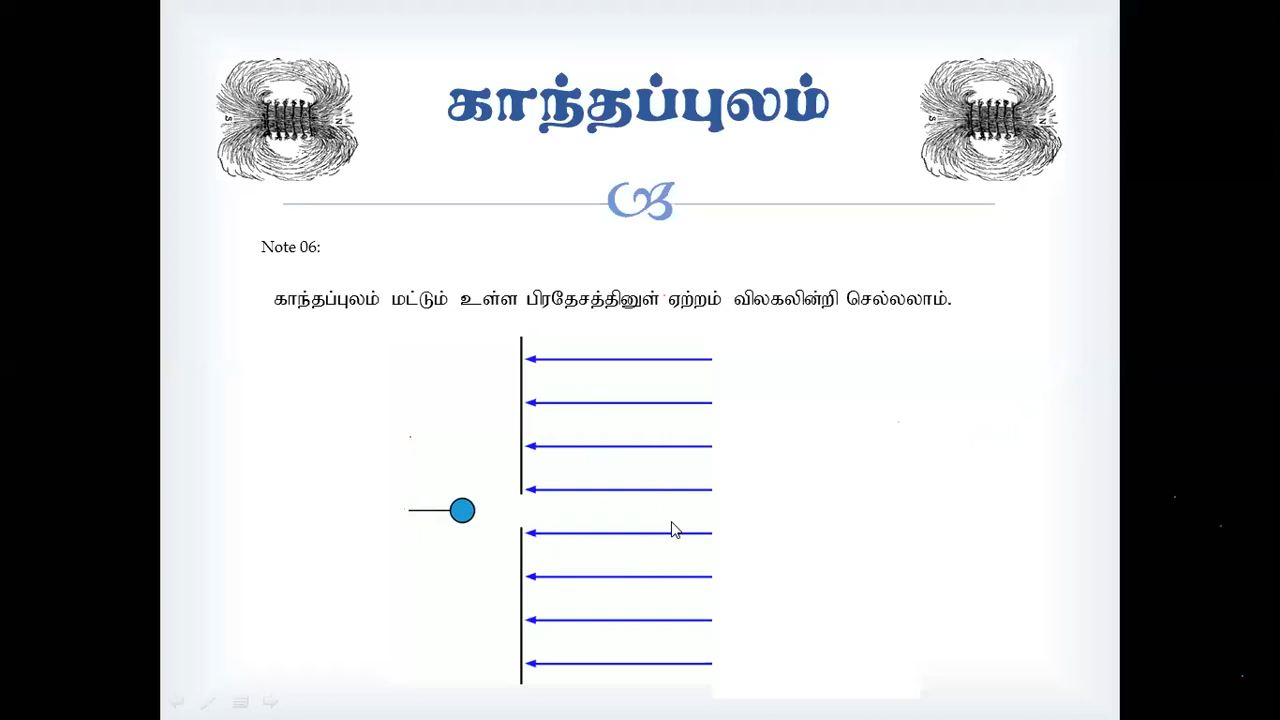 காந்தப்புலம்
Note 06:
காந்தப்புலம் மட்டும் உள்ள பிரதேசத்தினுள் ஏற்றம் விலகலின்றி செல்லலாம்.